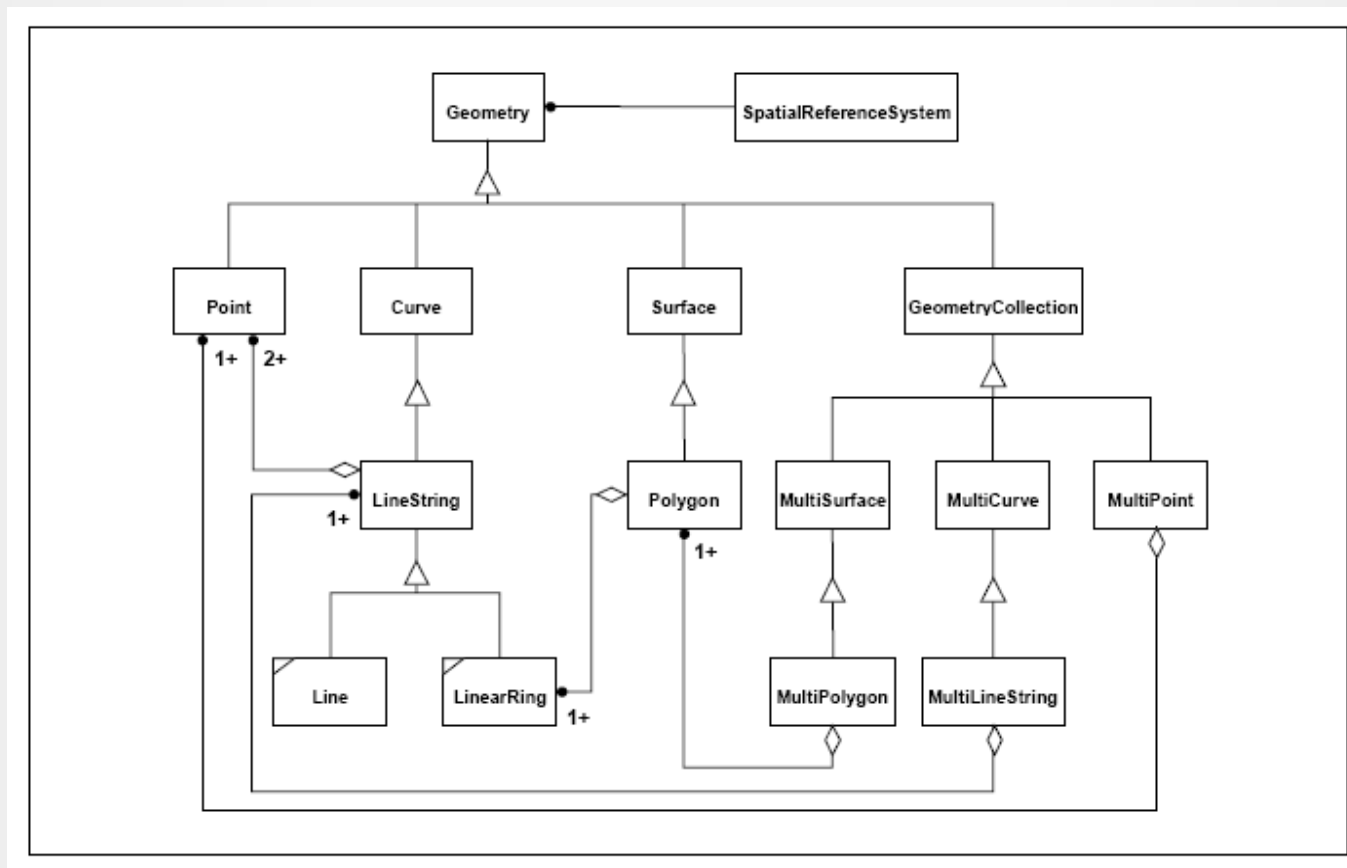 Geometry
SpatialReferenceSystem
Point
Curve
Surface
GeometryCollection
1+
2+
LineString
1+
Polygon
1+
MultiSurface
MultiCurve
MultiPoint
Line
LinearRing
1+
MultiPolygon
MultiLineString